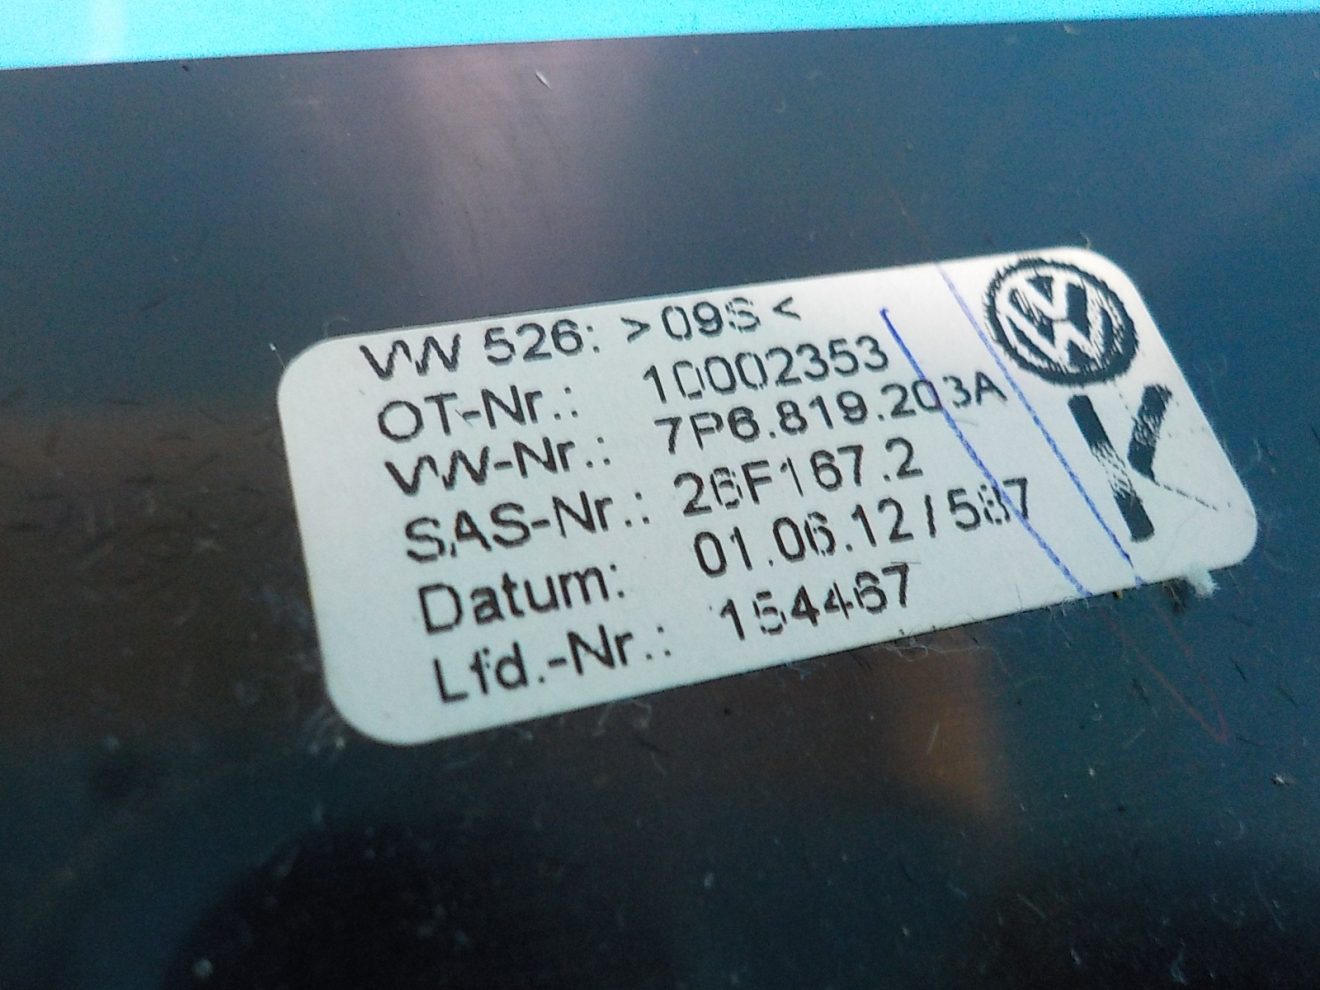 VW 526: >09S<
OT-Nr.: 10002353
VW-Nr.: 7P6.819.203A
SAS-Nr.: 26F167.2
Datum: 01.06.12 / 587
Lfd.-Nr.: 154467
K